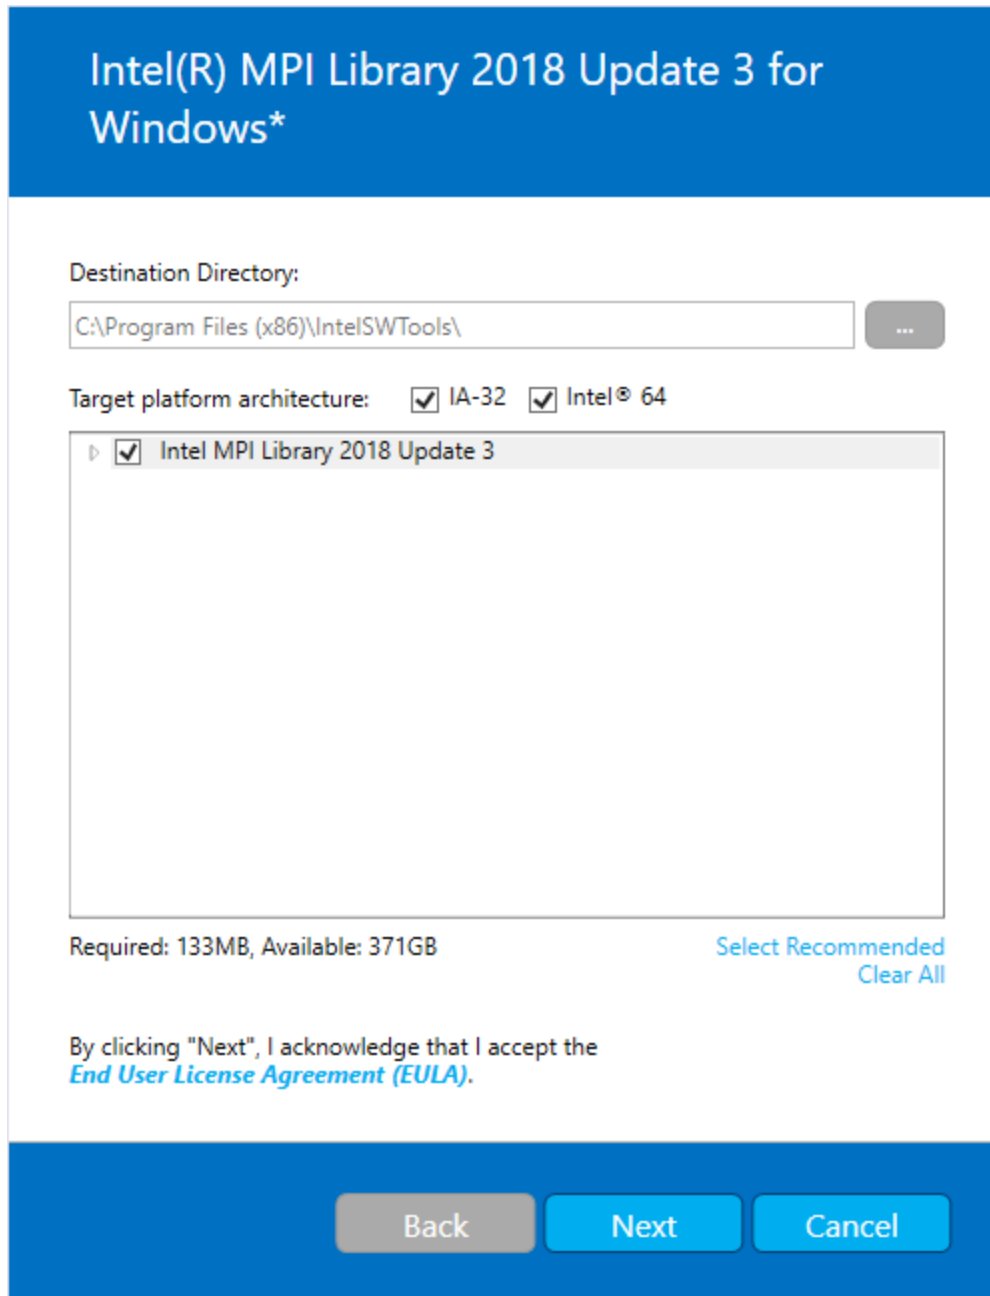 Intel(R) MPI Library 2018 Update 3 for
Windows*
Destination Directory:
C:\Program Files (x86)\IntelSWTools\
...
Target platform architecture: IA-32 Intel® 64
Intel MPI Library 2018 Update 3
Required: 133MB, Available: 371GB
Select Recommended
Clear All
By clicking "Next", I acknowledge that I accept the
End User License Agreement (EULA).
Back Next Cancel